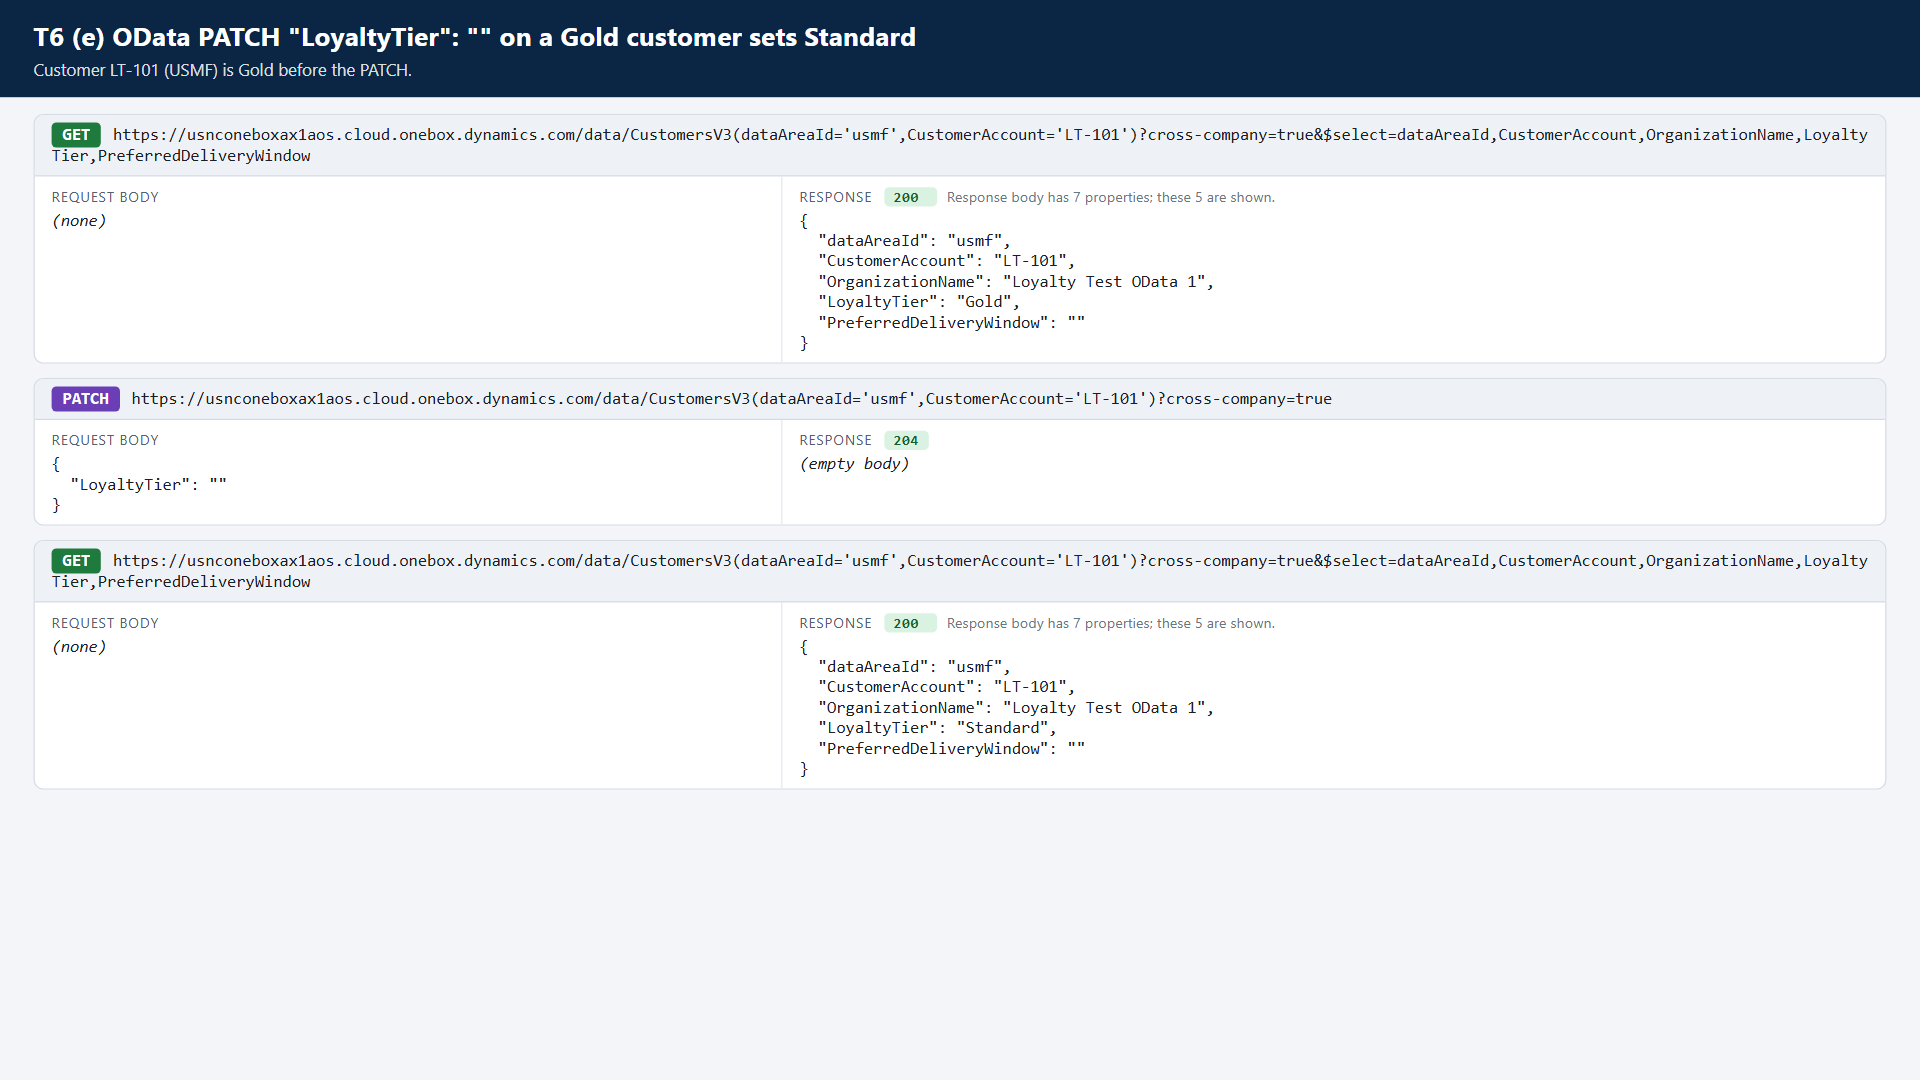 T6 (e) OData PATCH "LoyaltyTier": "" on a Gold customer sets Standard
Customer LT-101 (USMF) is Gold before the PATCH.
GET https://usnconeboxax1aos.cloud.onebox.dynamics.com/data/CustomersV3(dataAreaId='usmf',CustomerAccount='LT-101')?cross-company=true&$select=dataAreaId,CustomerAccount,OrganizationName,Loyalty
Tier,PreferredDeliveryWindow
REQUEST BODY
(none)
RESPONSE 200 Response body has 7 properties; these 5 are shown.
{
"dataAreaId": "usmf",
"CustomerAccount": "LT-101",
"OrganizationName": "Loyalty Test OData 1",
"LoyaltyTier": "Gold",
"PreferredDeliveryWindow": ""
}
PATCH https://usnconeboxax1aos.cloud.onebox.dynamics.com/data/CustomersV3(dataAreaId='usmf',CustomerAccount='LT-101')?cross-company=true
REQUEST BODY
{
"LoyaltyTier": ""
}
RESPONSE 204
(empty body)
GET https://usnconeboxax1aos.cloud.onebox.dynamics.com/data/CustomersV3(dataAreaId='usmf',CustomerAccount='LT-101')?cross-company=true&$select=dataAreaId,CustomerAccount,OrganizationName,Loyalty
Tier,PreferredDeliveryWindow
REQUEST BODY
(none)
RESPONSE 200 Response body has 7 properties; these 5 are shown.
{
"dataAreaId": "usmf",
"CustomerAccount": "LT-101",
"OrganizationName": "Loyalty Test OData 1",
"LoyaltyTier": "Standard",
"PreferredDeliveryWindow": ""
}